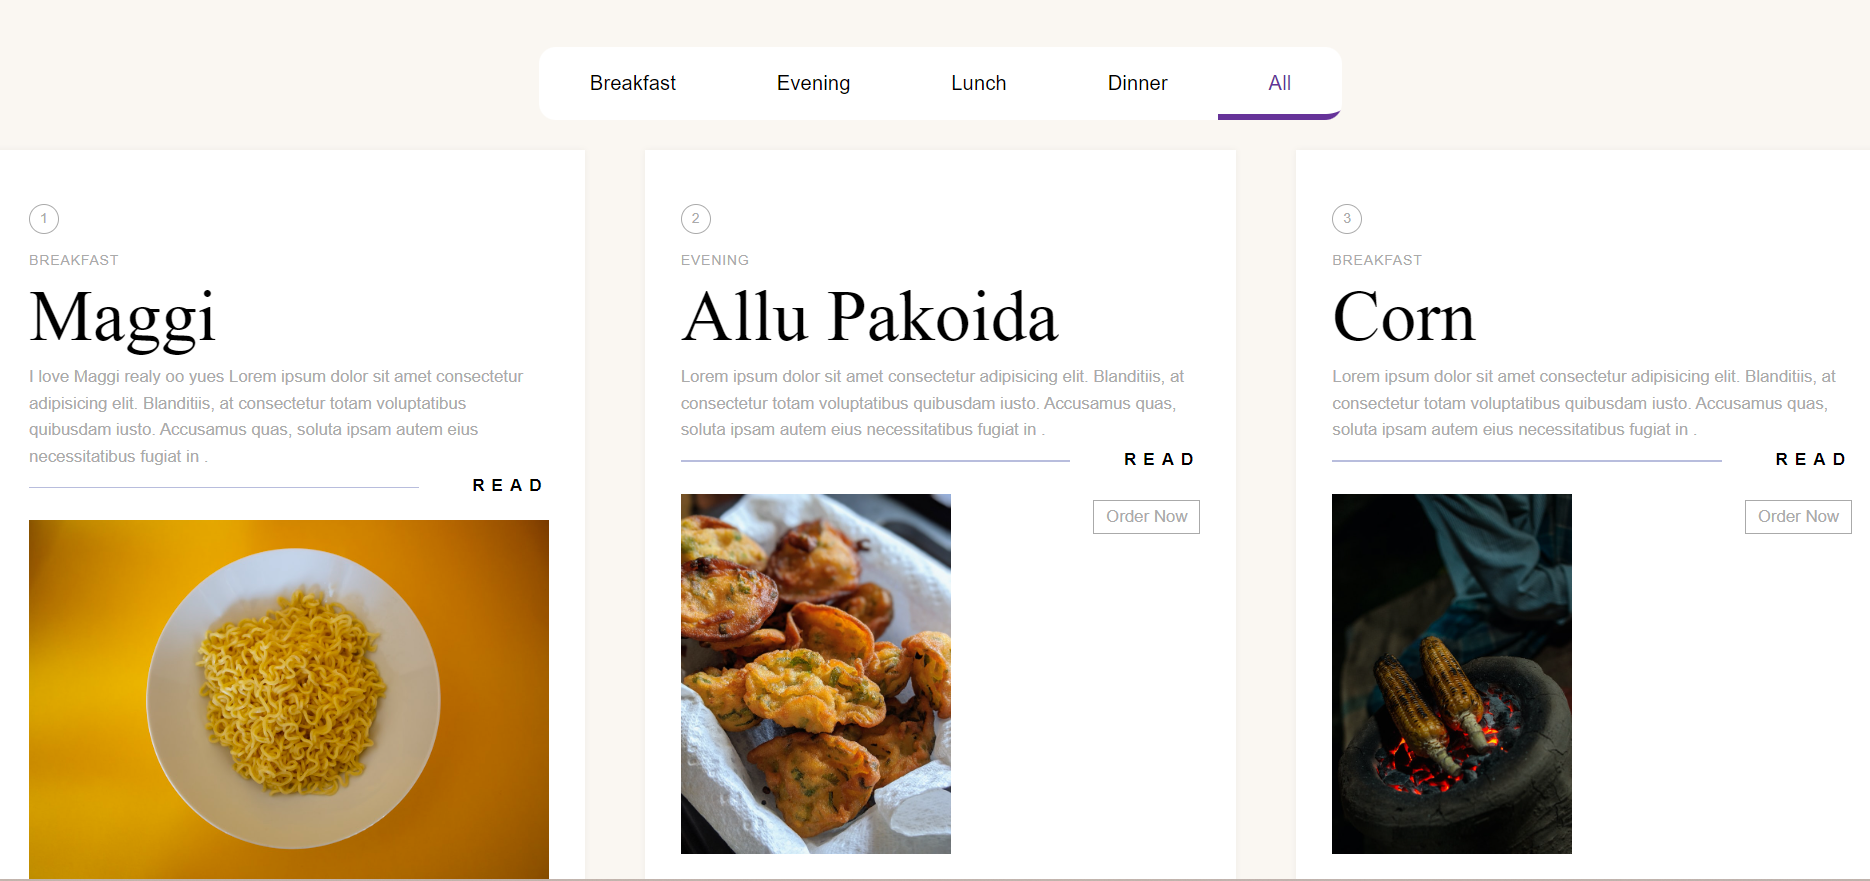 Breakfast Evening Lunch Dinner All
1
BREAKFAST
Maggi
I love Maggi realy oo yues Lorem ipsum dolor sit amet consectetur
adipisicing elit. Blanditiis, at consectetur totam voluptatibus
quibusdam iusto. Accusamus quas, soluta ipsam autem eius
necessitatibus fugiat in .
READ
2
EVENING
Allu Pakoida
Lorem ipsum dolor sit amet consectetur adipisicing elit. Blanditiis, at
consectetur totam voluptatibus quibusdam iusto. Accusamus quas,
soluta ipsam autem eius necessitatibus fugiat in .
READ
Order Now
3
BREAKFAST
Corn
Lorem ipsum dolor sit amet consectetur adipisicing elit. Blanditiis, at
consectetur totam voluptatibus quibusdam iusto. Accusamus quas,
soluta ipsam autem eius necessitatibus fugiat in .
READ
Order Now